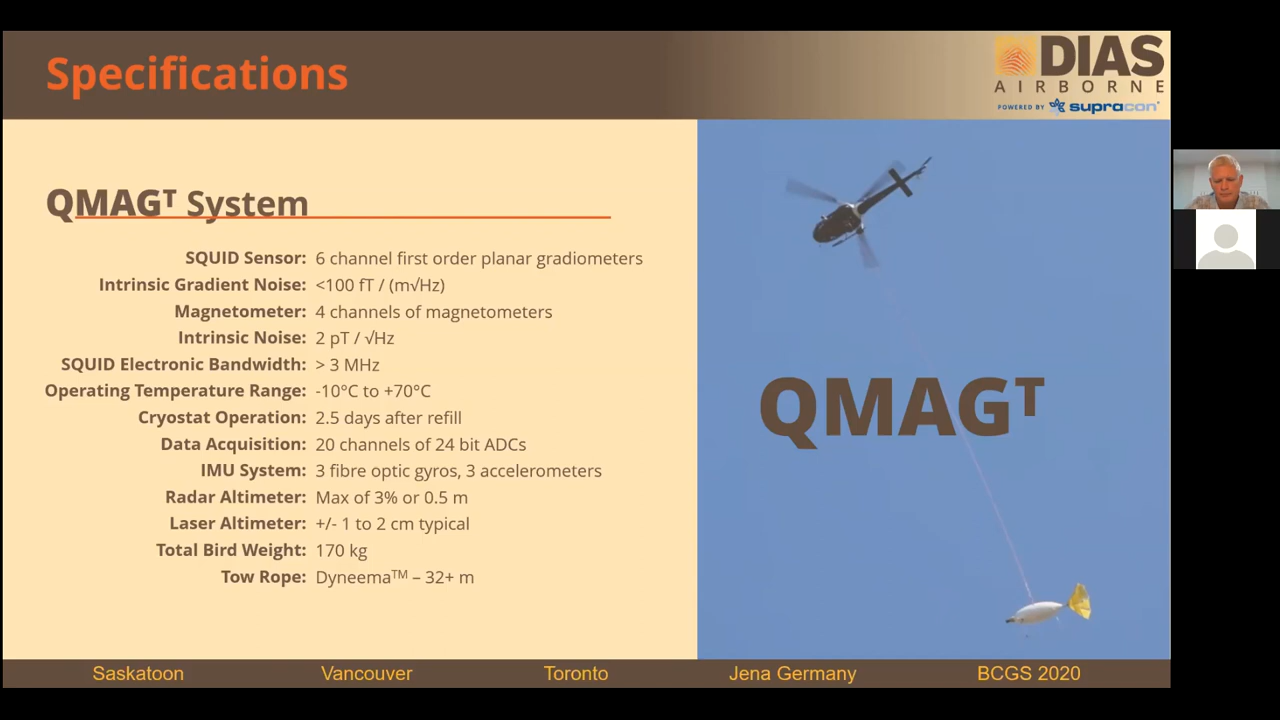 Specifications
DIAS
AIRBORNE
POWERED BY supracon
QMAGᵀ System
SQUID Sensor: 6 channel first order planar gradiometers
Intrinsic Gradient Noise: <100 fT / (m√Hz)
Magnetometer: 4 channels of magnetometers
Intrinsic Noise: 2 pT / √Hz
SQUID Electronic Bandwidth: > 3 MHz
Operating Temperature Range: -10°C to +70°C
Cryostat Operation: 2.5 days after refill
Data Acquisition: 20 channels of 24 bit ADCs
IMU System: 3 fibre optic gyros, 3 accelerometers
Radar Altimeter: Max of 3% or 0.5 m
Laser Altimeter: +/- 1 to 2 cm typical
Total Bird Weight: 170 kg
Tow Rope: Dyneema™ – 32+ m
QMAGᵀ
Saskatoon Vancouver Toronto Jena Germany BCGS 2020